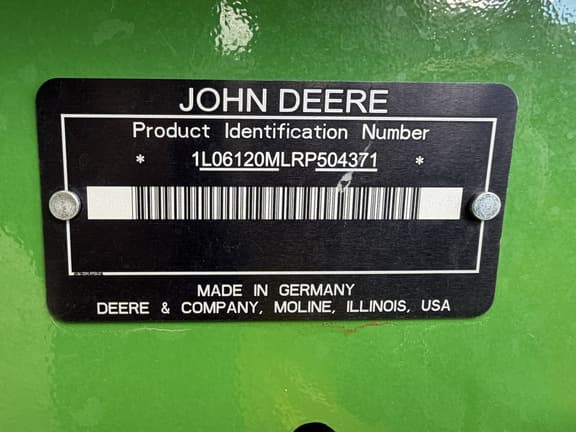 JOHN DEERE
Product Identification Number
* 1L06120MLRP504371 *
MADE IN GERMANY
DEERE & COMPANY, MOLINE, ILLINOIS, USA